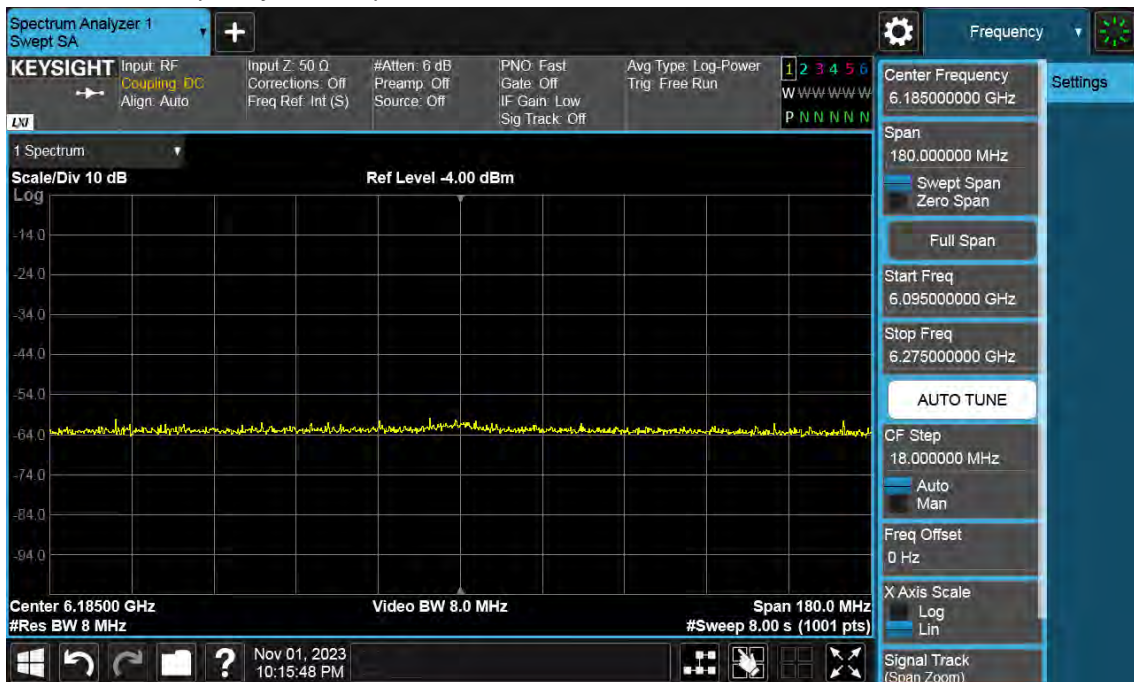 Spectrum Analyzer 1
Swept SA
+
Frequency
KEYSIGHT
LXI
Input: RF
Coupling: DC
Align: Auto
Input Z: 50 Ω
Corrections: Off
Freq Ref: Int (S)
#Atten: 6 dB
Preamp: Off
Source: Off
PNO: Fast
Gate: Off
IF Gain: Low
Sig Track: Off
Avg Type: Log-Power
Trig: Free Run
1 2 3 4 5 6
W W W W W W
P N N N N N
1 Spectrum
Scale/Div 10 dB
Ref Level -4.00 dBm
Log
-14.0
-24.0
-34.0
-44.0
-54.0
-64.0
-74.0
-84.0
-94.0
Center 6.18500 GHz
Video BW 8.0 MHz
Span 180.0 MHz
#Res BW 8 MHz
#Sweep 8.00 s (1001 pts)
?
Nov 01, 2023
10:15:48 PM
Center Frequency
6.185000000 GHz
Settings
Span
180.000000 MHz
Swept Span
Zero Span
Full Span
Start Freq
6.095000000 GHz
Stop Freq
6.275000000 GHz
AUTO TUNE
CF Step
18.000000 MHz
Auto
Man
Freq Offset
0 Hz
X Axis Scale
Log
Lin
Signal Track
(Span Zoom)